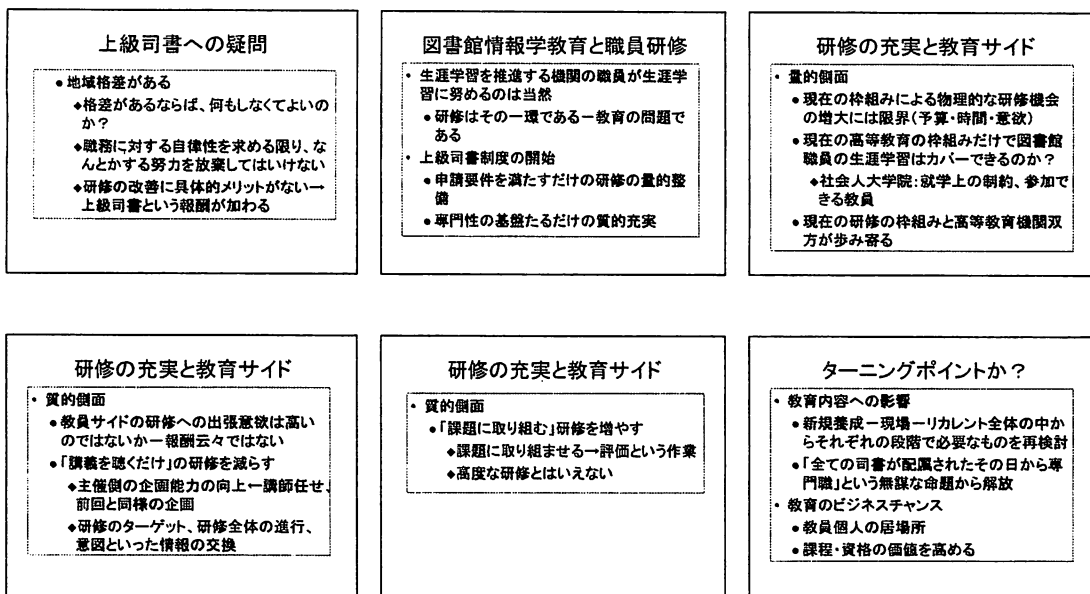 上級司書への疑問
●地域格差がある
◆格差があるならば、何もしなくてよいの
か？
◆職務に対する自律性を求める限り、な
んとかする努力を放棄してはいけない
◆研修の改善に具体的メリットがない→
上級司書という報酬が加わる
図書館情報学教育と職員研修
・ 生涯学習を推進する機関の職員が生涯学
習に努めるのは当然
●研修はその一環である－教育の問題で
ある
・ 上級司書制度の開始
●申請要件を満たすだけの研修の量的整
備
●専門性の基盤たるだけの質的充実
研修の充実と教育サイド
・ 量的側面
●現在の枠組みによる物理的な研修機会
の増大には限界(予算・時間・意欲)
●現在の高等教育の枠組みだけで図書館
職員の生涯学習はカバーできるのか？
◆社会人大学院：就学上の制約、参加で
きる教員
●現在の研修の枠組みと高等教育機関双
方が歩み寄る
研修の充実と教育サイド
・ 質的側面
●教員サイドの研修への出張意欲は高い
のではないかー報酬云々ではない
●「講義を聴くだけ」の研修を減らす
◆主催側の企画能力の向上←講師任せ、
前回と同様の企画
◆研修のターゲット、研修全体の進行、
意図といった情報の交換
研修の充実と教育サイド
・ 質的側面
●「課題に取り組む」研修を増やす
◆課題に取り組ませる→評価という作業
◆高度な研修とはいえない
ターニングポイントか？
・ 教育内容への影響
●新規養成－現場－リカレント全体の中か
らそれぞれの段階で必要なものを再検討
●「全ての司書が配属されたその日から専
門職」という無謀な命題から解放
・ 教育のビジネスチャンス
●教員個人の居場所
●課程・資格の価値を高める